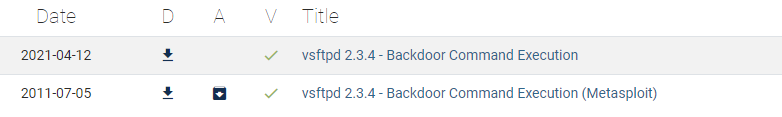 Date D A V Title
2021-04-12 vsftpd 2.3.4 - Backdoor Command Execution
2011-07-05 vsftpd 2.3.4 - Backdoor Command Execution (Metasploit)